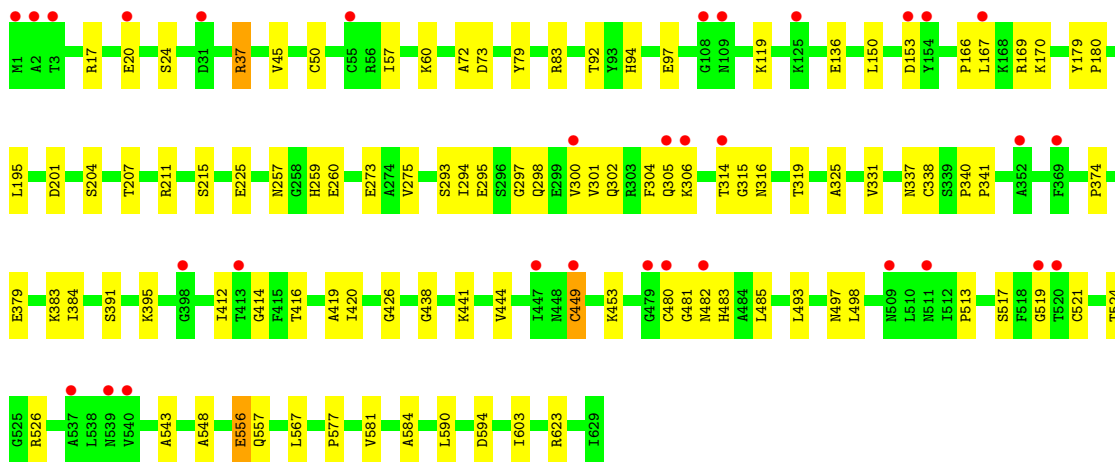 M1 A2 T3 R17 E20 S24 D31 R37 V45 C50 C55 R56 I57 K60 A72 D73 Y79 R83 T92 Y93 H94 E97 G108 N109 K119 K125 E136 L150 D153 Y154 P166 L167 K168 R169 K170 Y179 P180
L195 D201 S204 T207 R211 S215 E225 N257 G258 H259 E260 E273 A274 V275 S293 I294 E295 S296 G297 Q298 E299 V300 V301 Q302 R303 F304 Q305 K306 T314 G315 N316 T319 A325 V331 N337 C338 S339 P340 P341 A352 F369 P374
E379 K383 I384 S391 K395 G398 I412 T413 G414 F415 T416 A419 I420 G426 G438 K441 V444 I447 N448 C449 K453 G479 C480 G481 N482 H483 A484 L485 L493 N497 L498 N509 L510 N511 I512 P513 S517 F518 G519 T520 C521 T524
G525 R526 A537 L538 N539 V540 A543 A548 E556 Q557 L567 P577 V581 A584 L590 D594 I603 R623 I629